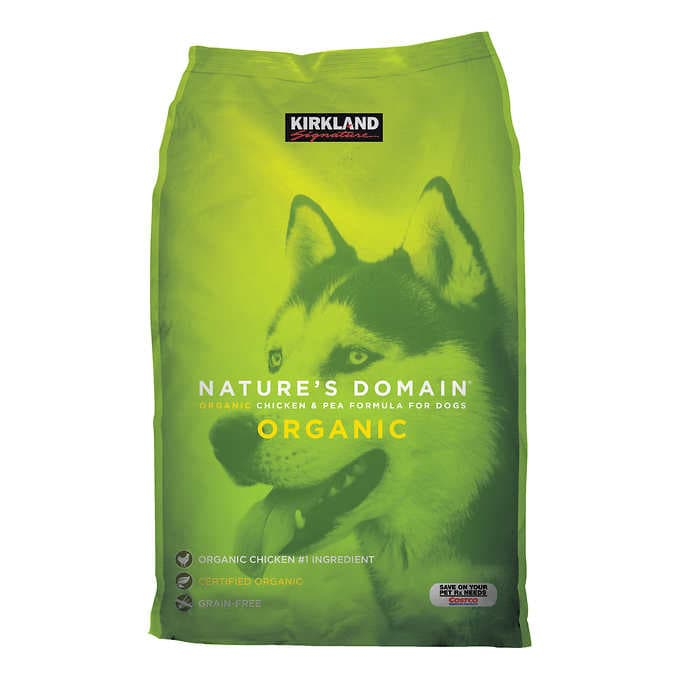 KIRKLAND
Signature
NATURE'S DOMAIN®
ORGANIC CHICKEN & PEA FORMULA FOR DOGS
ORGANIC
ORGANIC CHICKEN #1 INGREDIENT
CERTIFIED ORGANIC
GRAIN-FREE
SAVE ON YOUR
PET Rx NEEDS
COSTCO